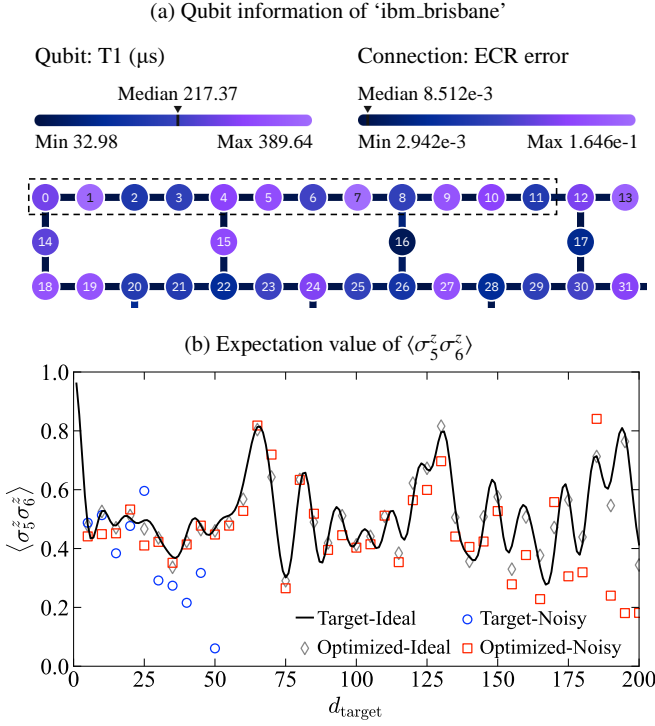 (a) Qubit information of ‘ibm_brisbane’
Qubit: T1 (μs)
Connection: ECR error
Median 217.37
Median 8.512e-3
Min 32.98
Max 389.64
Min 2.942e-3
Max 1.646e-1
0 1 2 3 4 5 6 7 8 9 10 11 12 13
14 15 16 17
18 19 20 21 22 23 24 25 26 27 28 29 30 31
(b) Expectation value of ⟨σ₅ᶻσ₆ᶻ⟩
1.0
0.8
0.6
0.4
0.2
0.0
⟨σ₅ᶻσ₆ᶻ⟩
Target-Ideal
Target-Noisy
Optimized-Ideal
Optimized-Noisy
0 25 50 75 100 125 150 175 200
d_target